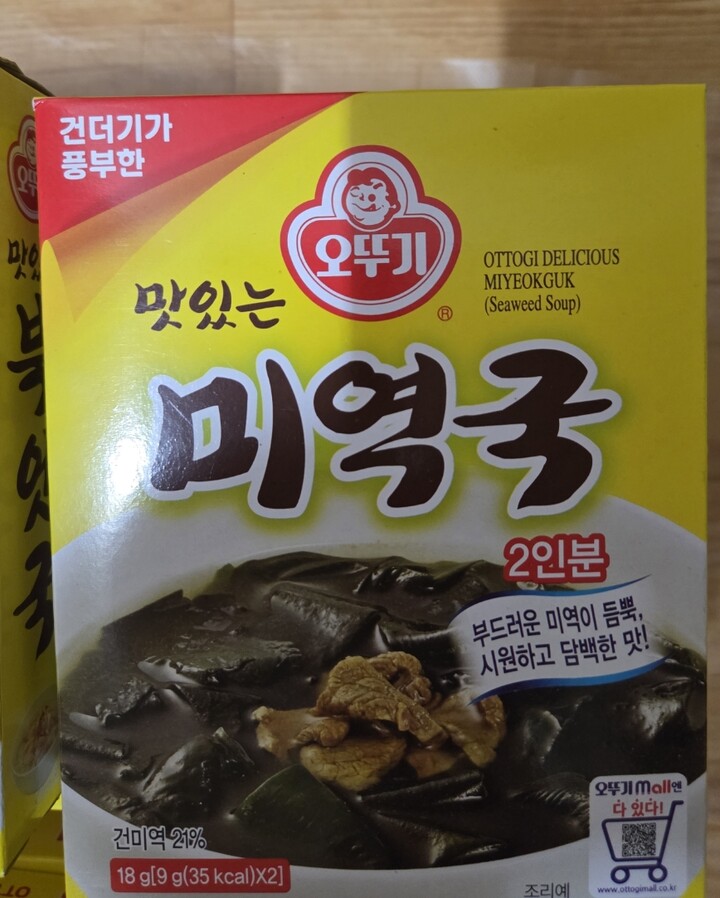 건더기가
풍부한
오뚜기
®
OTTOGI DELICIOUS
MIYEOKGUK
(Seaweed Soup)
맛있는
미역국
2인분
부드러운 미역이 듬뿍,
시원하고 담백한 맛!
건미역 21%
18 g[9 g(35 kcal)X2]
조리예
오뚜기mall엔
다 있다!
www.ottogimall.co.kr
북엇국